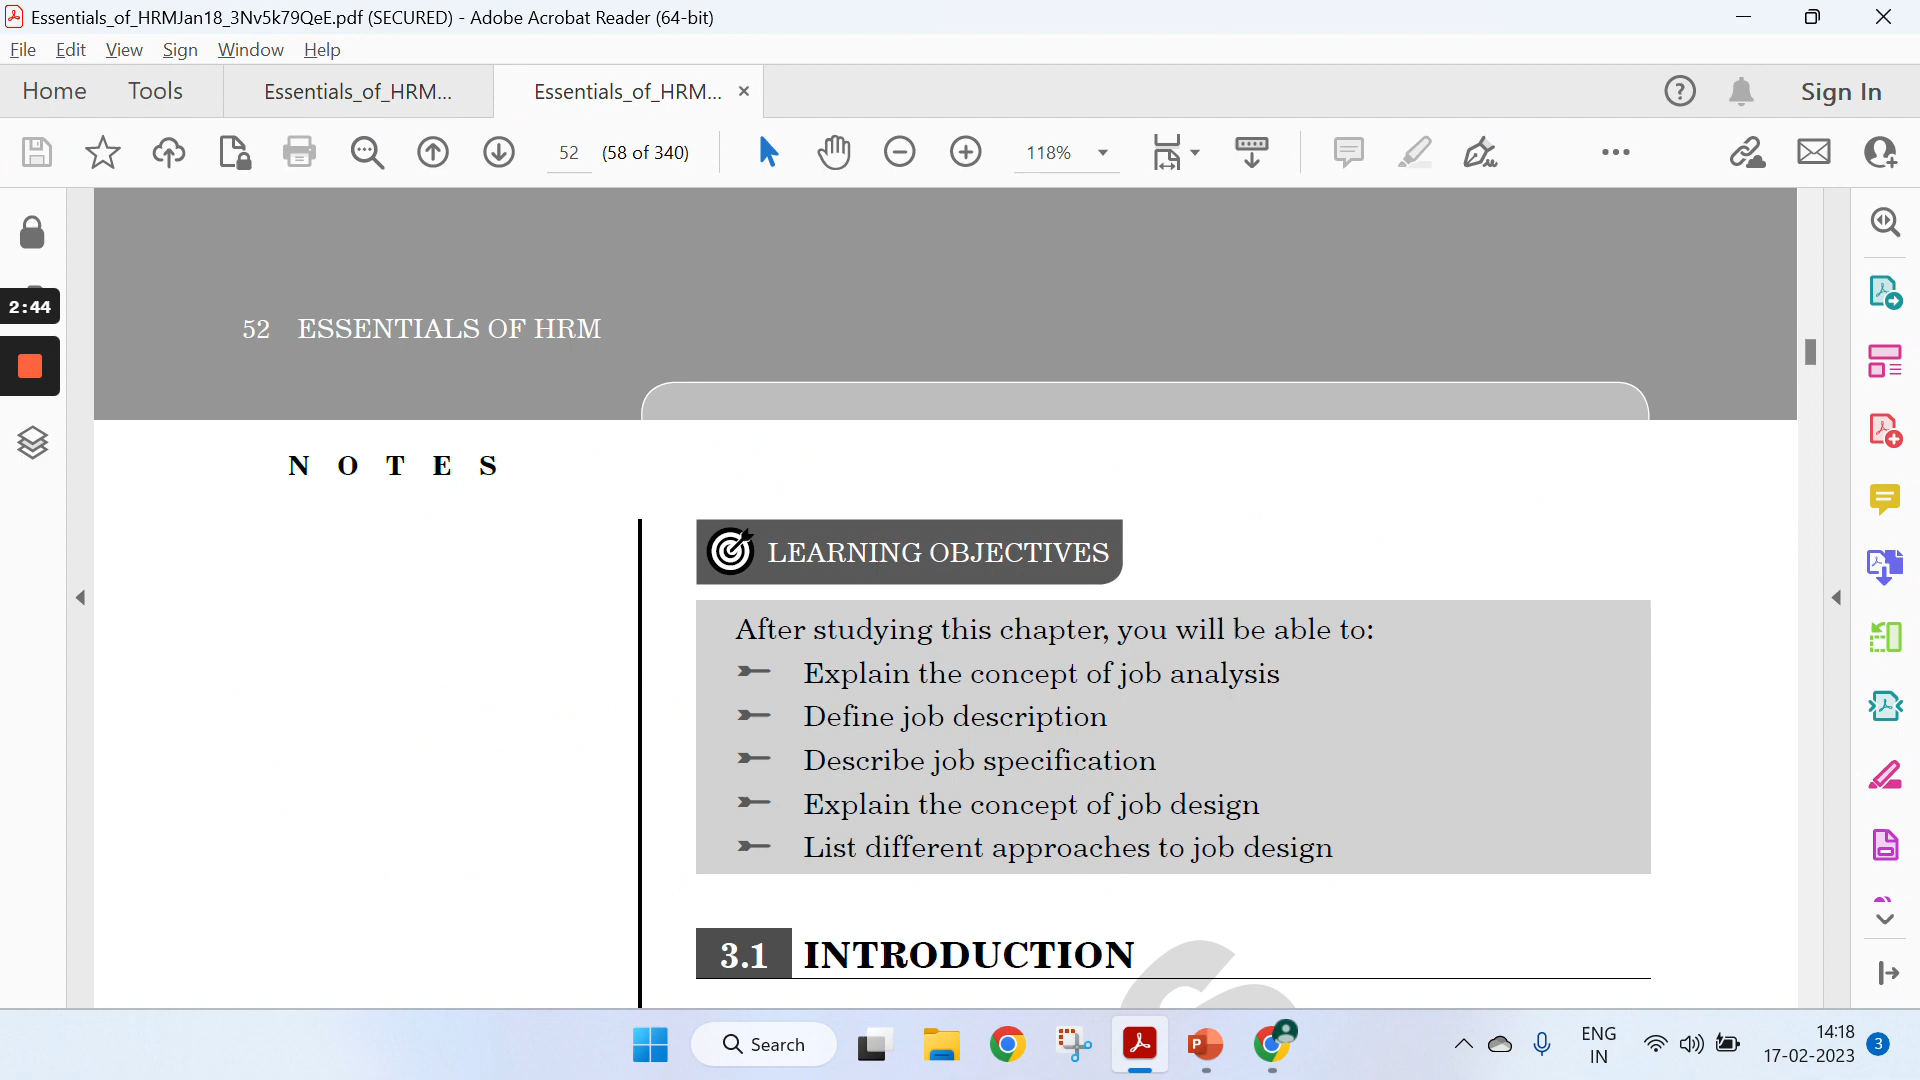 Essentials_of_HRMJan18_3Nv5k79QeE.pdf (SECURED) - Adobe Acrobat Reader (64-bit)
File Edit View Sign Window Help
Home Tools Essentials_of_HRM... Essentials_of_HRM... Sign In
52 (58 of 340) 118%
2:44
52 ESSENTIALS OF HRM
N O T E S
LEARNING OBJECTIVES
After studying this chapter, you will be able to:
Explain the concept of job analysis
Define job description
Describe job specification
Explain the concept of job design
List different approaches to job design
3.1 INTRODUCTION
Search
ENG
IN
14:18
17-02-2023
3